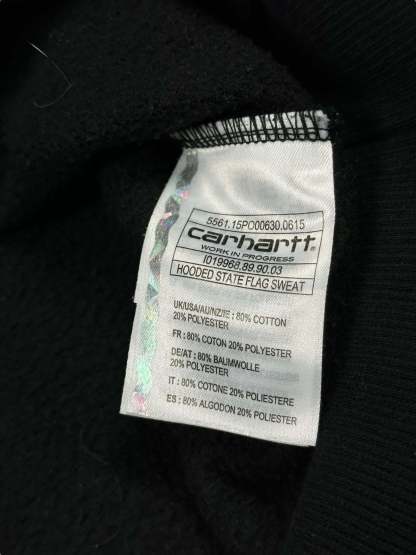 5561.15PO00630.0615
carhartt
WORK IN PROGRESS
I019968.89.90.03
HOODED STATE FLAG SWEAT
UK/USA/AU/NZ/IE : 80% COTTON
20% POLYESTER
FR : 80% COTON 20% POLYESTER
DE/AT : 80% BAUMWOLLE
20% POLYESTER
IT : 80% COTONE 20% POLIESTERE
ES : 80% ALGODON 20% POLIESTER